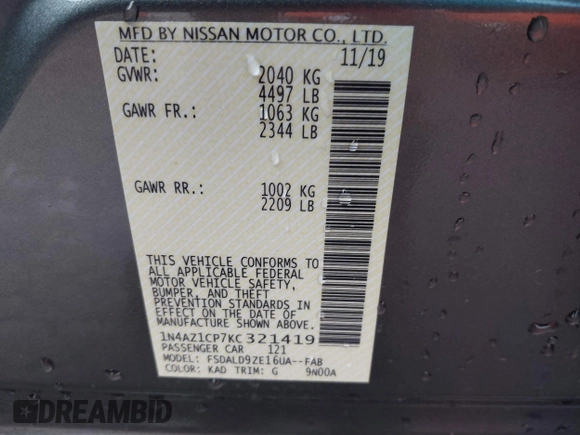 MFD BY NISSAN MOTOR CO., LTD.
DATE: 11/19
GVWR: 2040 KG
4497 LB
GAWR FR.: 1063 KG
2344 LB
GAWR RR.: 1002 KG
2209 LB
THIS VEHICLE CONFORMS TO
ALL APPLICABLE FEDERAL
MOTOR VEHICLE SAFETY,
BUMPER, AND THEFT
PREVENTION STANDARDS IN
EFFECT ON THE DATE OF
MANUFACTURE SHOWN ABOVE.
1N4AZ1CP7KC321419
PASSENGER CAR 121
MODEL: FSDALD9ZE16UA--FAB
COLOR: KAD TRIM: G 9N00A
DREAMBID